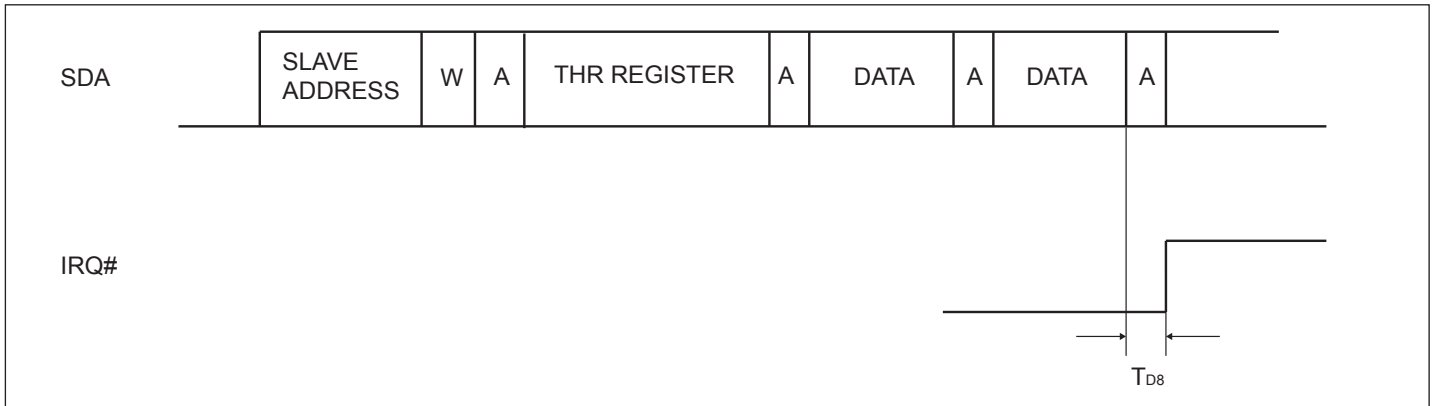 SDA
SLAVE
ADDRESS
W
A
THR REGISTER
A
DATA
A
DATA
A
IRQ#
TD8